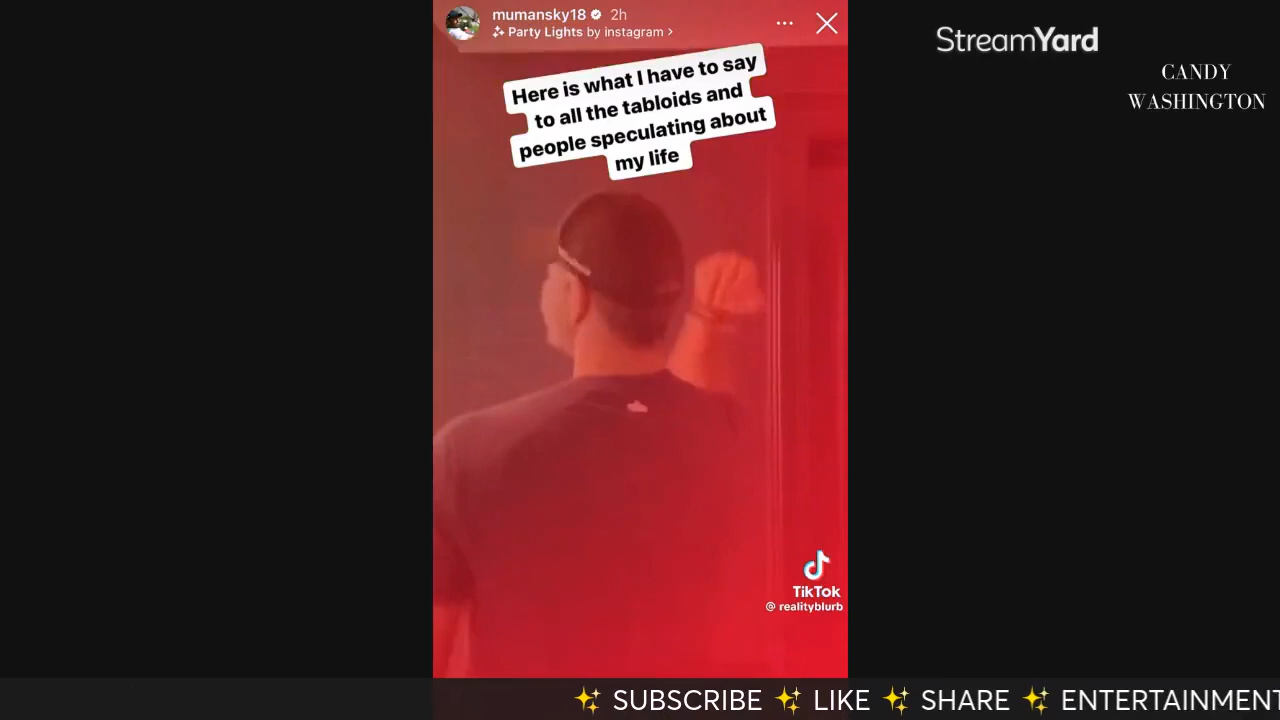 mumansky18 2h
Party Lights by instagram >
Here is what I have to say
to all the tabloids and
people speculating about
my life
TikTok
@ realityblurb
StreamYard
CANDY
WASHINGTON
SUBSCRIBE LIKE SHARE ENTERTAINMENT